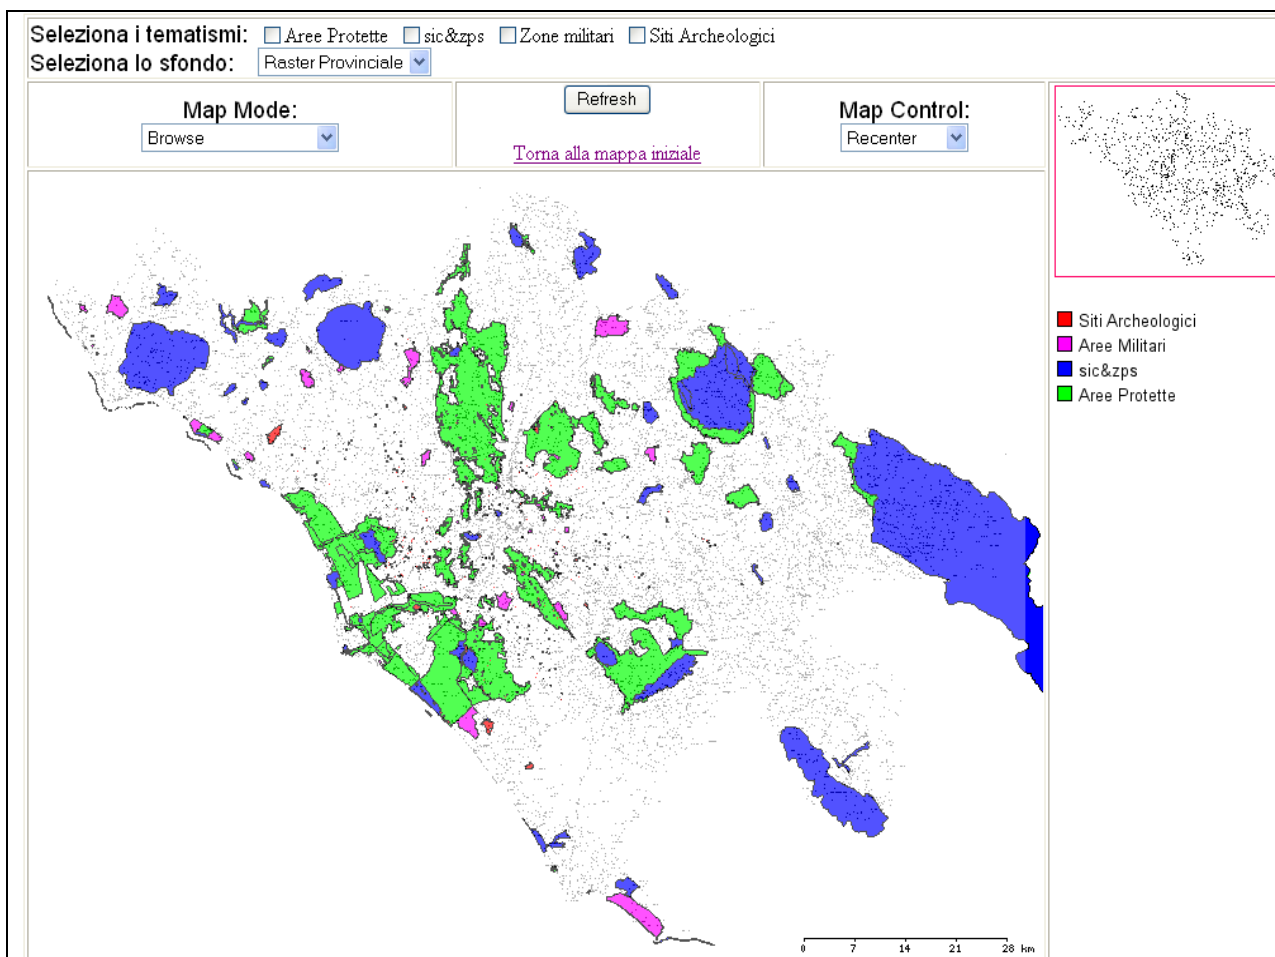 Seleziona i tematismi: Aree Protette sic&zps Zone militari Siti Archeologici
Seleziona lo sfondo: Raster Provinciale
Map Mode:
Browse
Refresh
Torna alla mappa iniziale
Map Control:
Recenter
Siti Archeologici
Aree Militari
sic&zps
Aree Protette
0 7 14 21 28 km